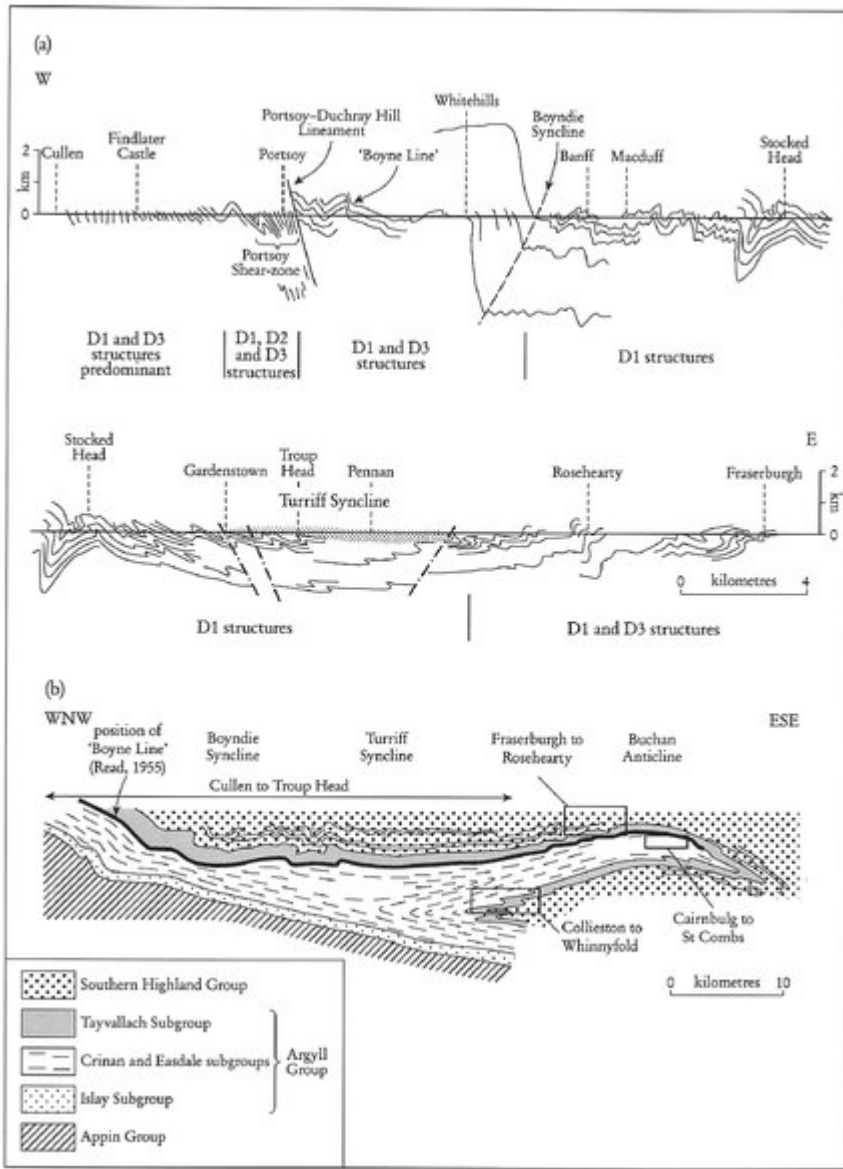 (a)
W
Portsoy–Duchray Hill
Lineament
Whitehills
Boyndie
Syncline
Findlater
Castle
Cullen
Portsoy
'Boyne Line'
Banff
Macduff
Stocked
Head
2
km
0
Portsoy
Shear-zone
D1 and D3
structures
predominant
D1, D2
and D3
structures
D1 and D3
structures
D1 structures
Stocked
Head
E
Gardenstown
Troup
Head
Pennan
Rosehearty
Fraserburgh
2
km
0
Turriff Syncline
0 kilometres 4
D1 structures
D1 and D3 structures
(b)
WNW
ESE
position of
'Boyne Line'
(Read, 1955)
Boyndie
Syncline
Turriff
Syncline
Fraserburgh to
Rosehearty
Buchan
Anticline
Cullen to Troup Head
Collieston to
Whinnyfold
Cairnbulg to
St Combs
0 kilometres 10
Southern Highland Group
Tayvallach Subgroup
Crinan and Easdale subgroups
Argyll
Group
Islay Subgroup
Appin Group